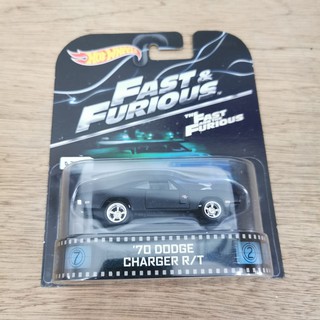 Hot Wheels
FAST &
FURIOUS
THE FAST
AND THE
FURIOUS
'70 DODGE
CHARGER R/T
7
2